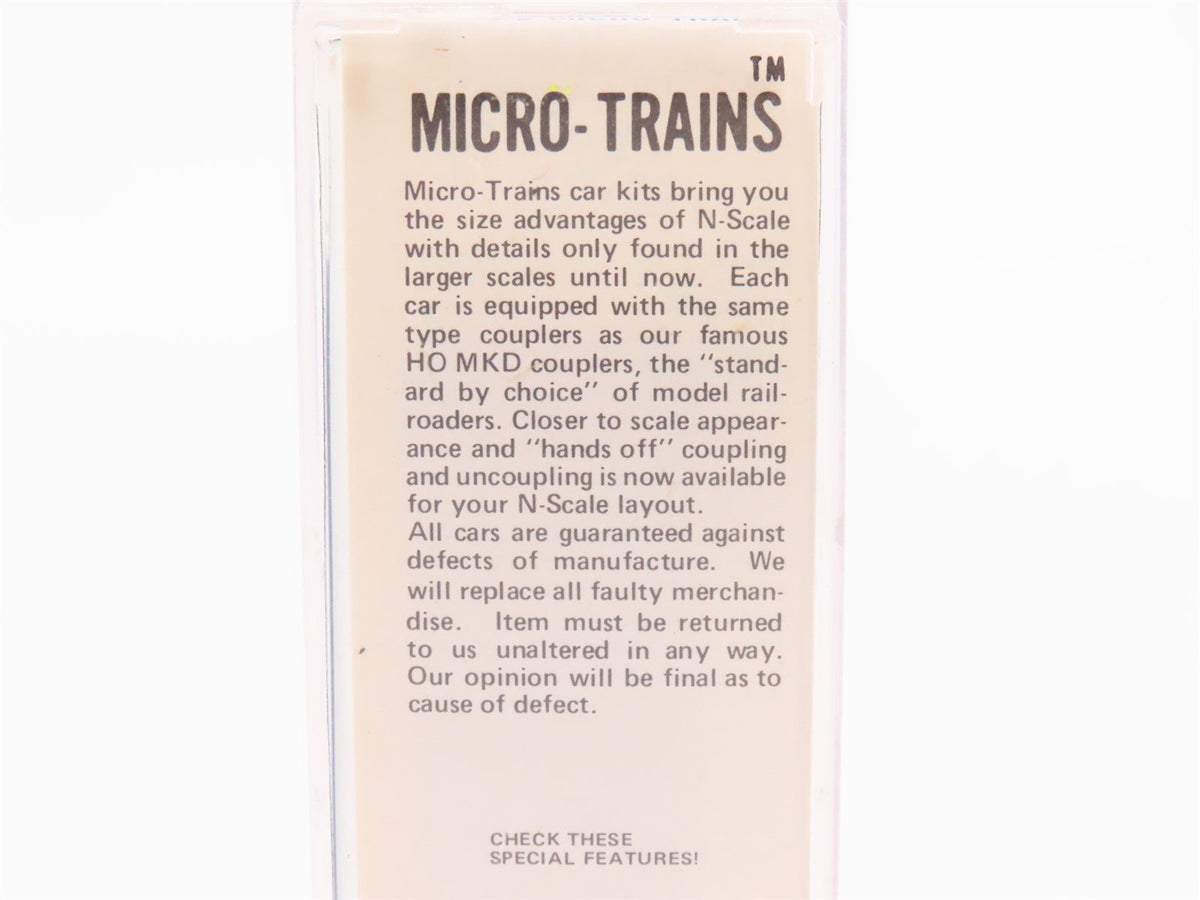 TM
MICRO-TRAINS
Micro-Trains car kits bring you
the size advantages of N-Scale
with details only found in the
larger scales until now. Each
car is equipped with the same
type couplers as our famous
HO MKD couplers, the "stand-
ard by choice" of model rail-
roaders. Closer to scale appear-
ance and "hands off" coupling
and uncoupling is now available
for your N-Scale layout.
All cars are guaranteed against
defects of manufacture. We
will replace all faulty merchan-
dise. Item must be returned
to us unaltered in any way.
Our opinion will be final as to
cause of defect.
CHECK THESE
SPECIAL FEATURES!